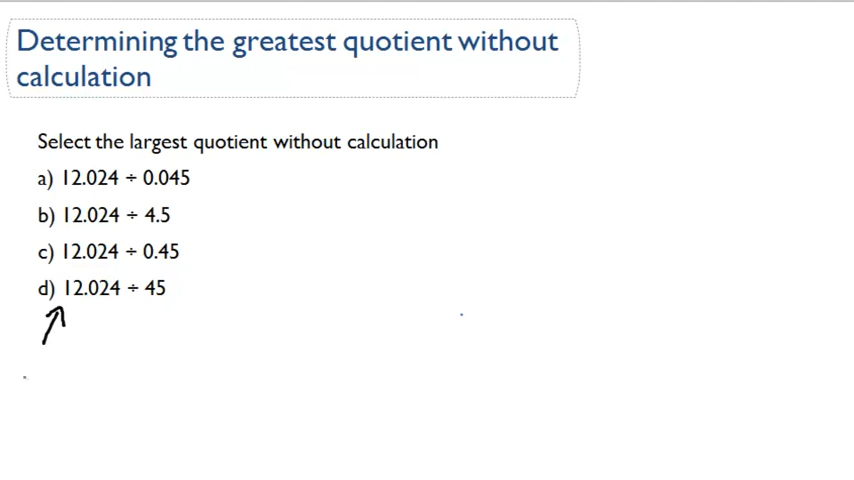 Determining the greatest quotient without
calculation
Select the largest quotient without calculation
a) 12.024 ÷ 0.045
b) 12.024 ÷ 4.5
c) 12.024 ÷ 0.45
d) 12.024 ÷ 45